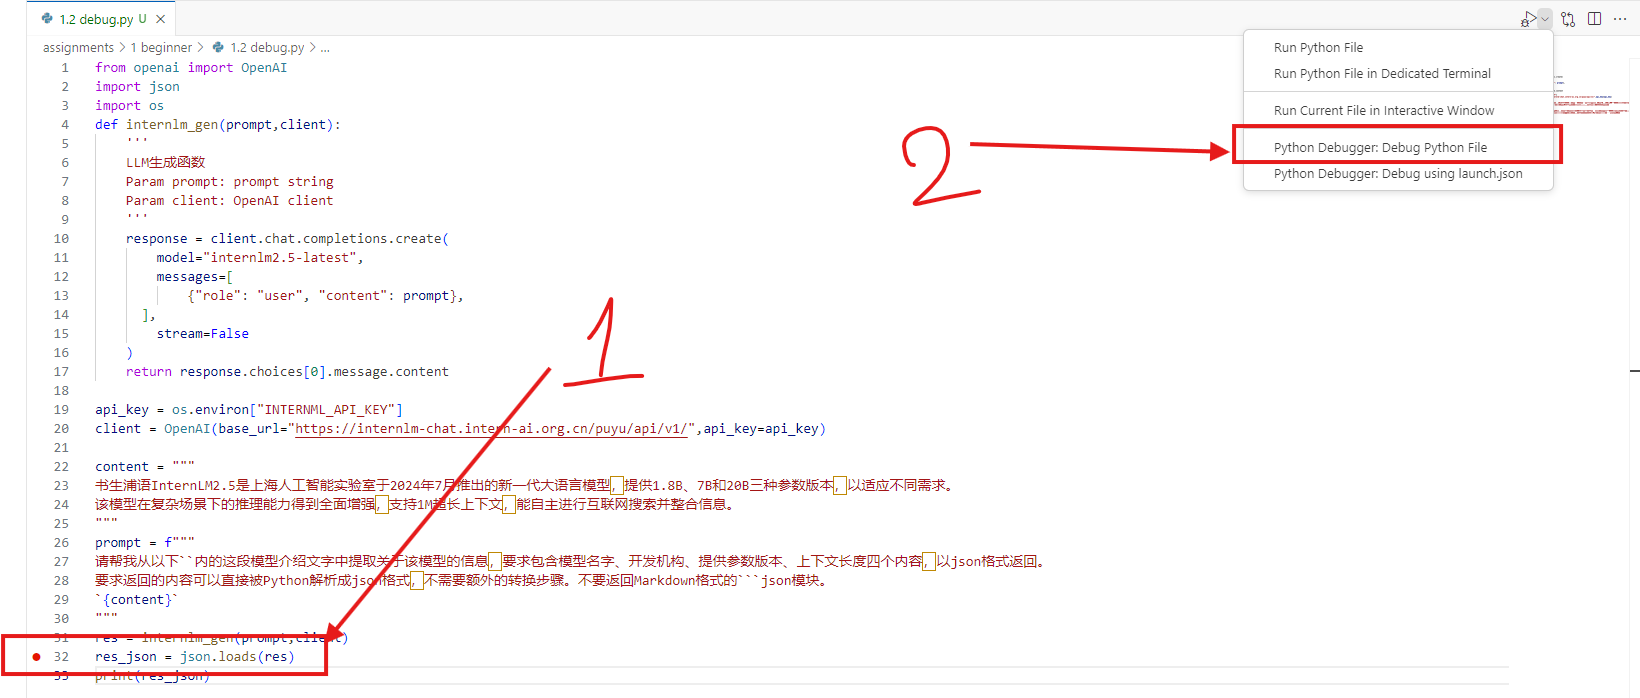 1.2 debug.py U
assignments > 1 beginner > 1.2 debug.py > ...
1 from openai import OpenAI
2 import json
3 import os
4 def internlm_gen(prompt,client):
5 '''
6 LLM生成函数
7 Param prompt: prompt string
8 Param client: OpenAI client
9 '''
10 response = client.chat.completions.create(
11 model="internlm2.5-latest",
12 messages=[
13 {"role": "user", "content": prompt},
14 ],
15 stream=False
16 )
17 return response.choices[0].message.content
18
19 api_key = os.environ["INTERNML_API_KEY"]
20 client = OpenAI(base_url="https://internlm-chat.intern-ai.org.cn/puyu/api/v1/",api_key=api_key)
21
22 content = """
23 书生浦语InternLM2.5是上海人工智能实验室于2024年7月推出的新一代大语言模型，提供1.8B、7B和20B三种参数版本，以适应不同需求。
24 该模型在复杂场景下的推理能力得到全面增强，支持1M超长上下文，能自主进行互联网搜索并整合信息。
25 """
26 prompt = f"""
27 请帮我从以下``内的这段模型介绍文字中提取关于该模型的信息，要求包含模型名字、开发机构、提供参数版本、上下文长度四个内容，以json格式返回。
28 要求返回的内容可以直接被Python解析成json格式，不需要额外的转换步骤。不要返回Markdown格式的```json模块。
29 `{content}`
30 """
31 res = internlm_gen(prompt,client)
32 res_json = json.loads(res)
33 print(res_json)
Run Python File
Run Python File in Dedicated Terminal
Run Current File in Interactive Window
Python Debugger: Debug Python File
Python Debugger: Debug using launch.json
1
2